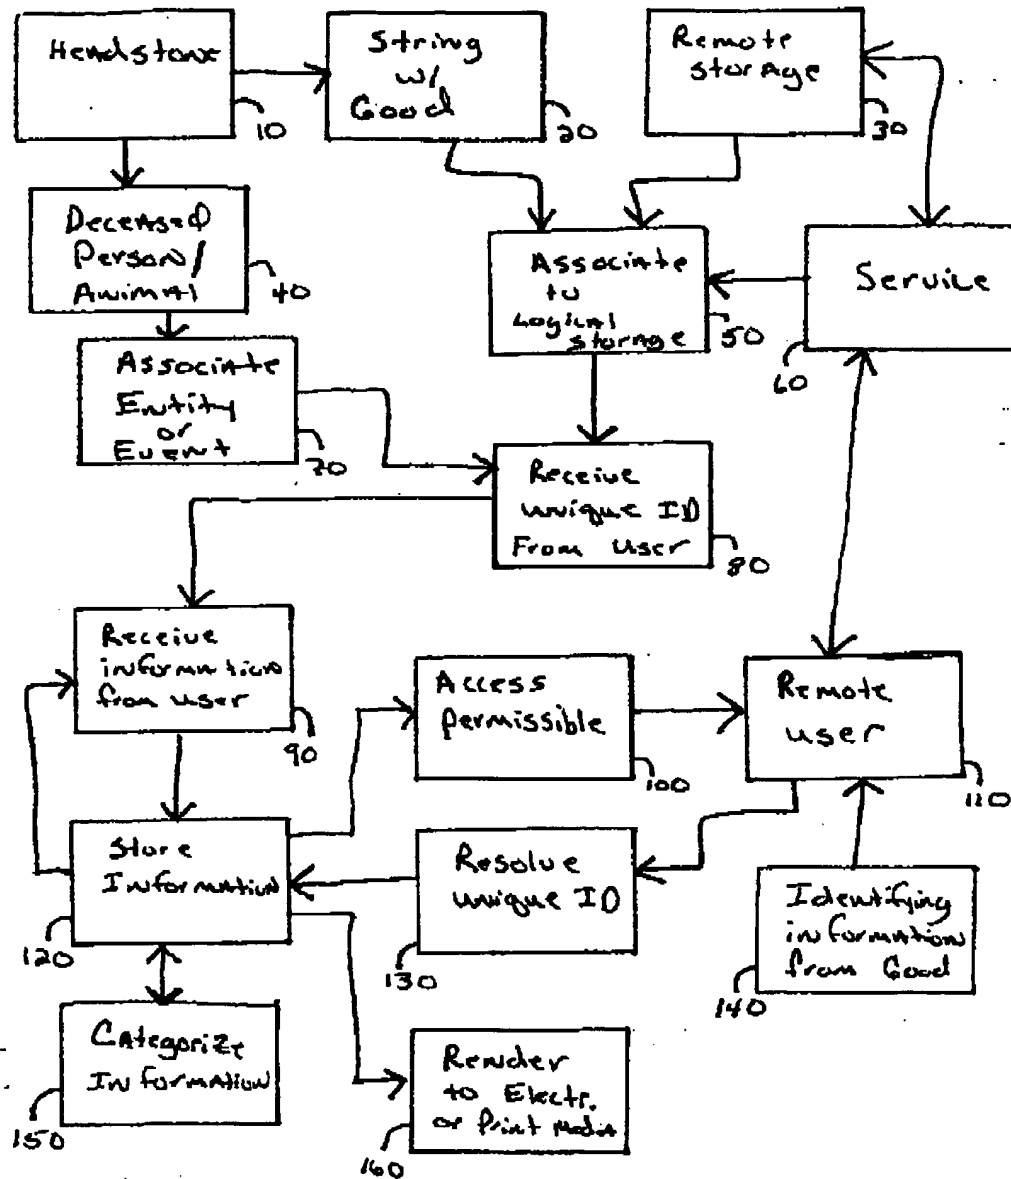 Headstone
10
String
w/
Good
20
Remote
storage
30
Deceased
Person/
Animal
40
Associate
to
Logical
storage
50
Service
60
Associate
Entity
or
Event
70
Receive
unique ID
From user
80
Receive
information
from user
90
Access
permissible
100
Remote
user
110
Store
Information
120
Resolve
unique ID
130
Identifying
information
from Good
140
Categorize
Information
150
Render
to Electr.
or Print Media
160